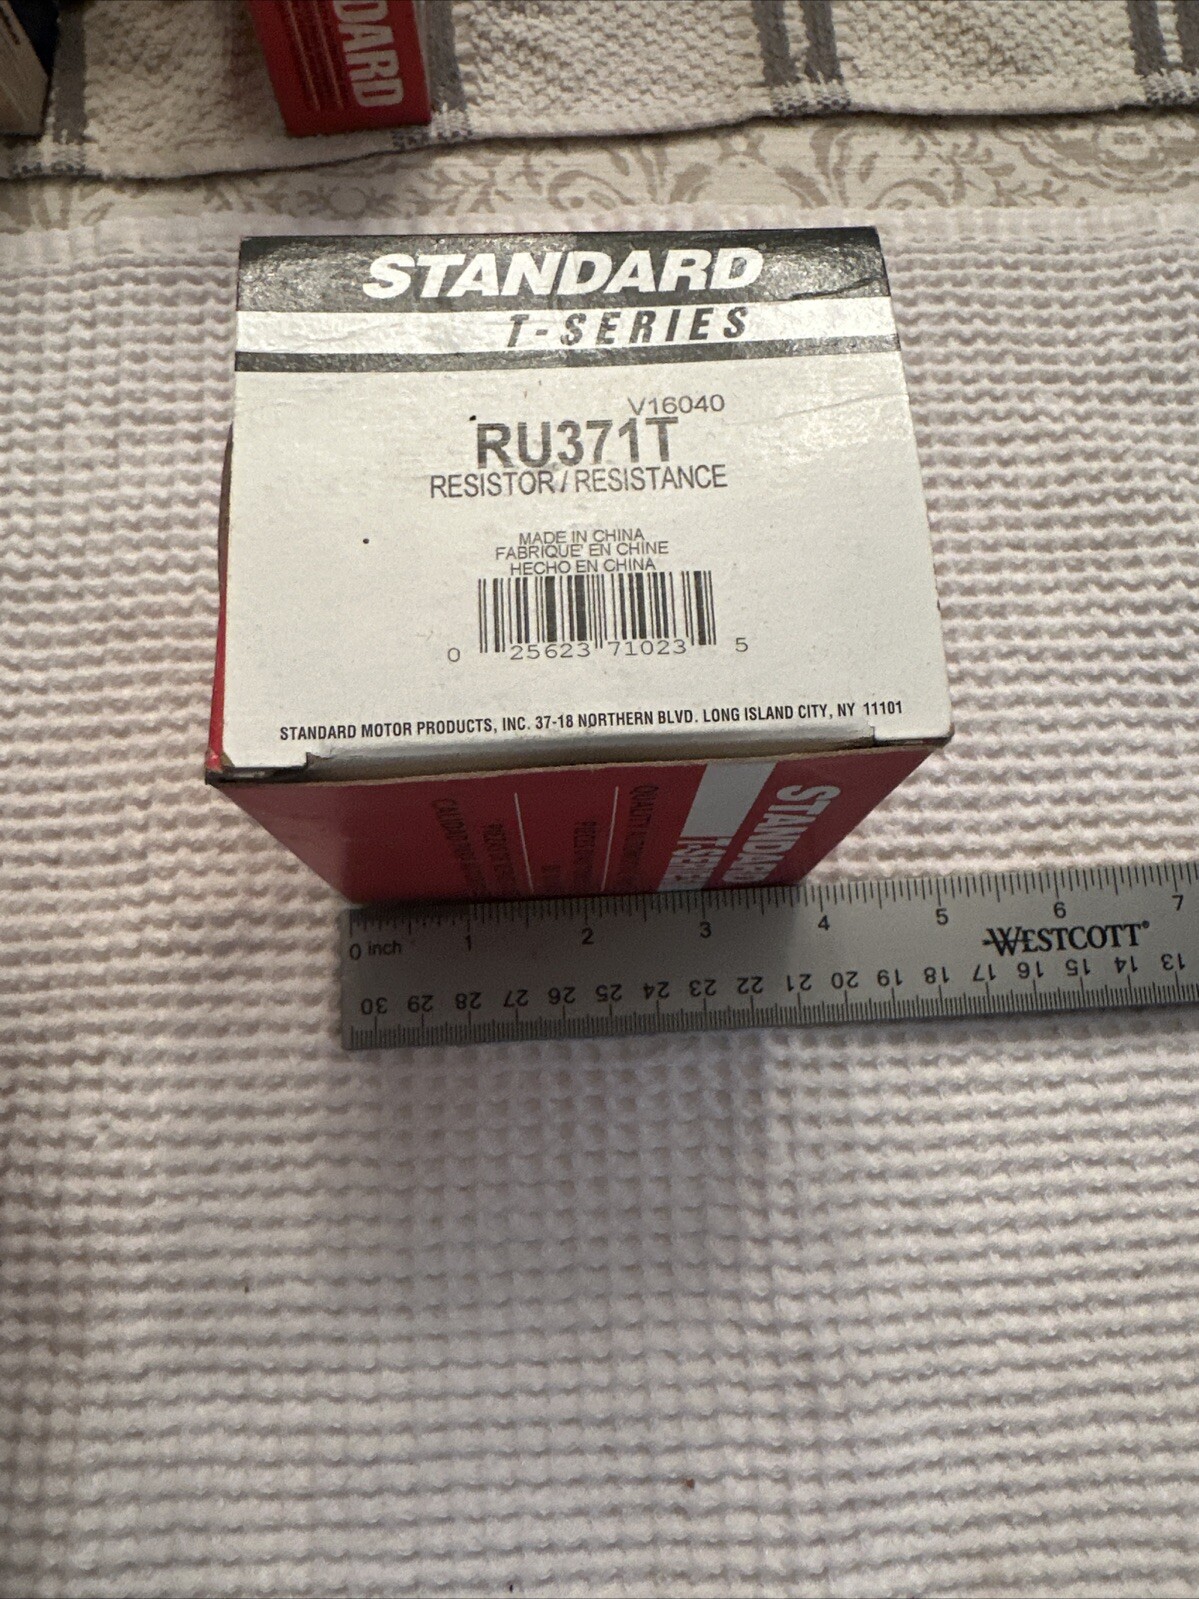 DARD
STANDARD
T-SERIES
V16040
RU371T
RESISTOR / RESISTANCE
MADE IN CHINA
FABRIQUE' EN CHINE
HECHO EN CHINA
0 25623 71023 5
STANDARD MOTOR PRODUCTS, INC. 37-18 NORTHERN BLVD. LONG ISLAND CITY, NY 11101
STANDARD
T-SERIES
QUALITY
0 inch 1 2 3 4 5 6 7
WESTCOTT®
30 29 28 27 26 25 24 23 22 21 20 19 18 17 16 15 14 13